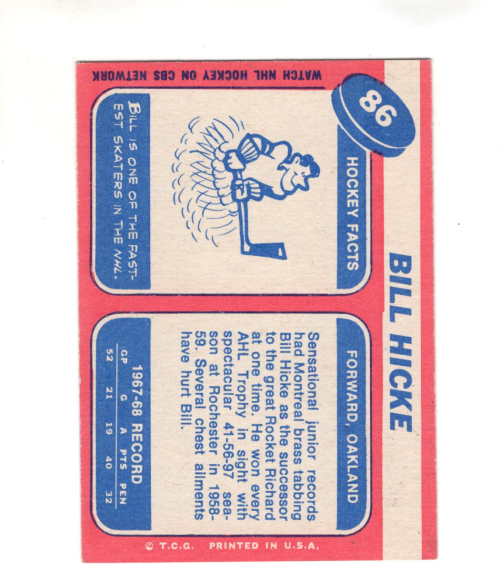 86
BILL HICKE
HOCKEY FACTS
BILL IS ONE OF THE FAST-
EST SKATERS IN THE NHL.
WATCH NHL HOCKEY ON CBS NETWORK
FORWARD, OAKLAND
Sensational junior records
had Montreal brass tabbing
Bill Hicke as the successor
to the great Rocket Richard
at one time. He won every
AHL Trophy in sight with
spectacular 41-56-97 sea-
son at Rochester in 1958-
59. Several chest ailments
have hurt Bill.
1967-68 RECORD
GP G A PTS PEN
52 21 19 40 32
© T.C.G. PRINTED IN U.S.A.